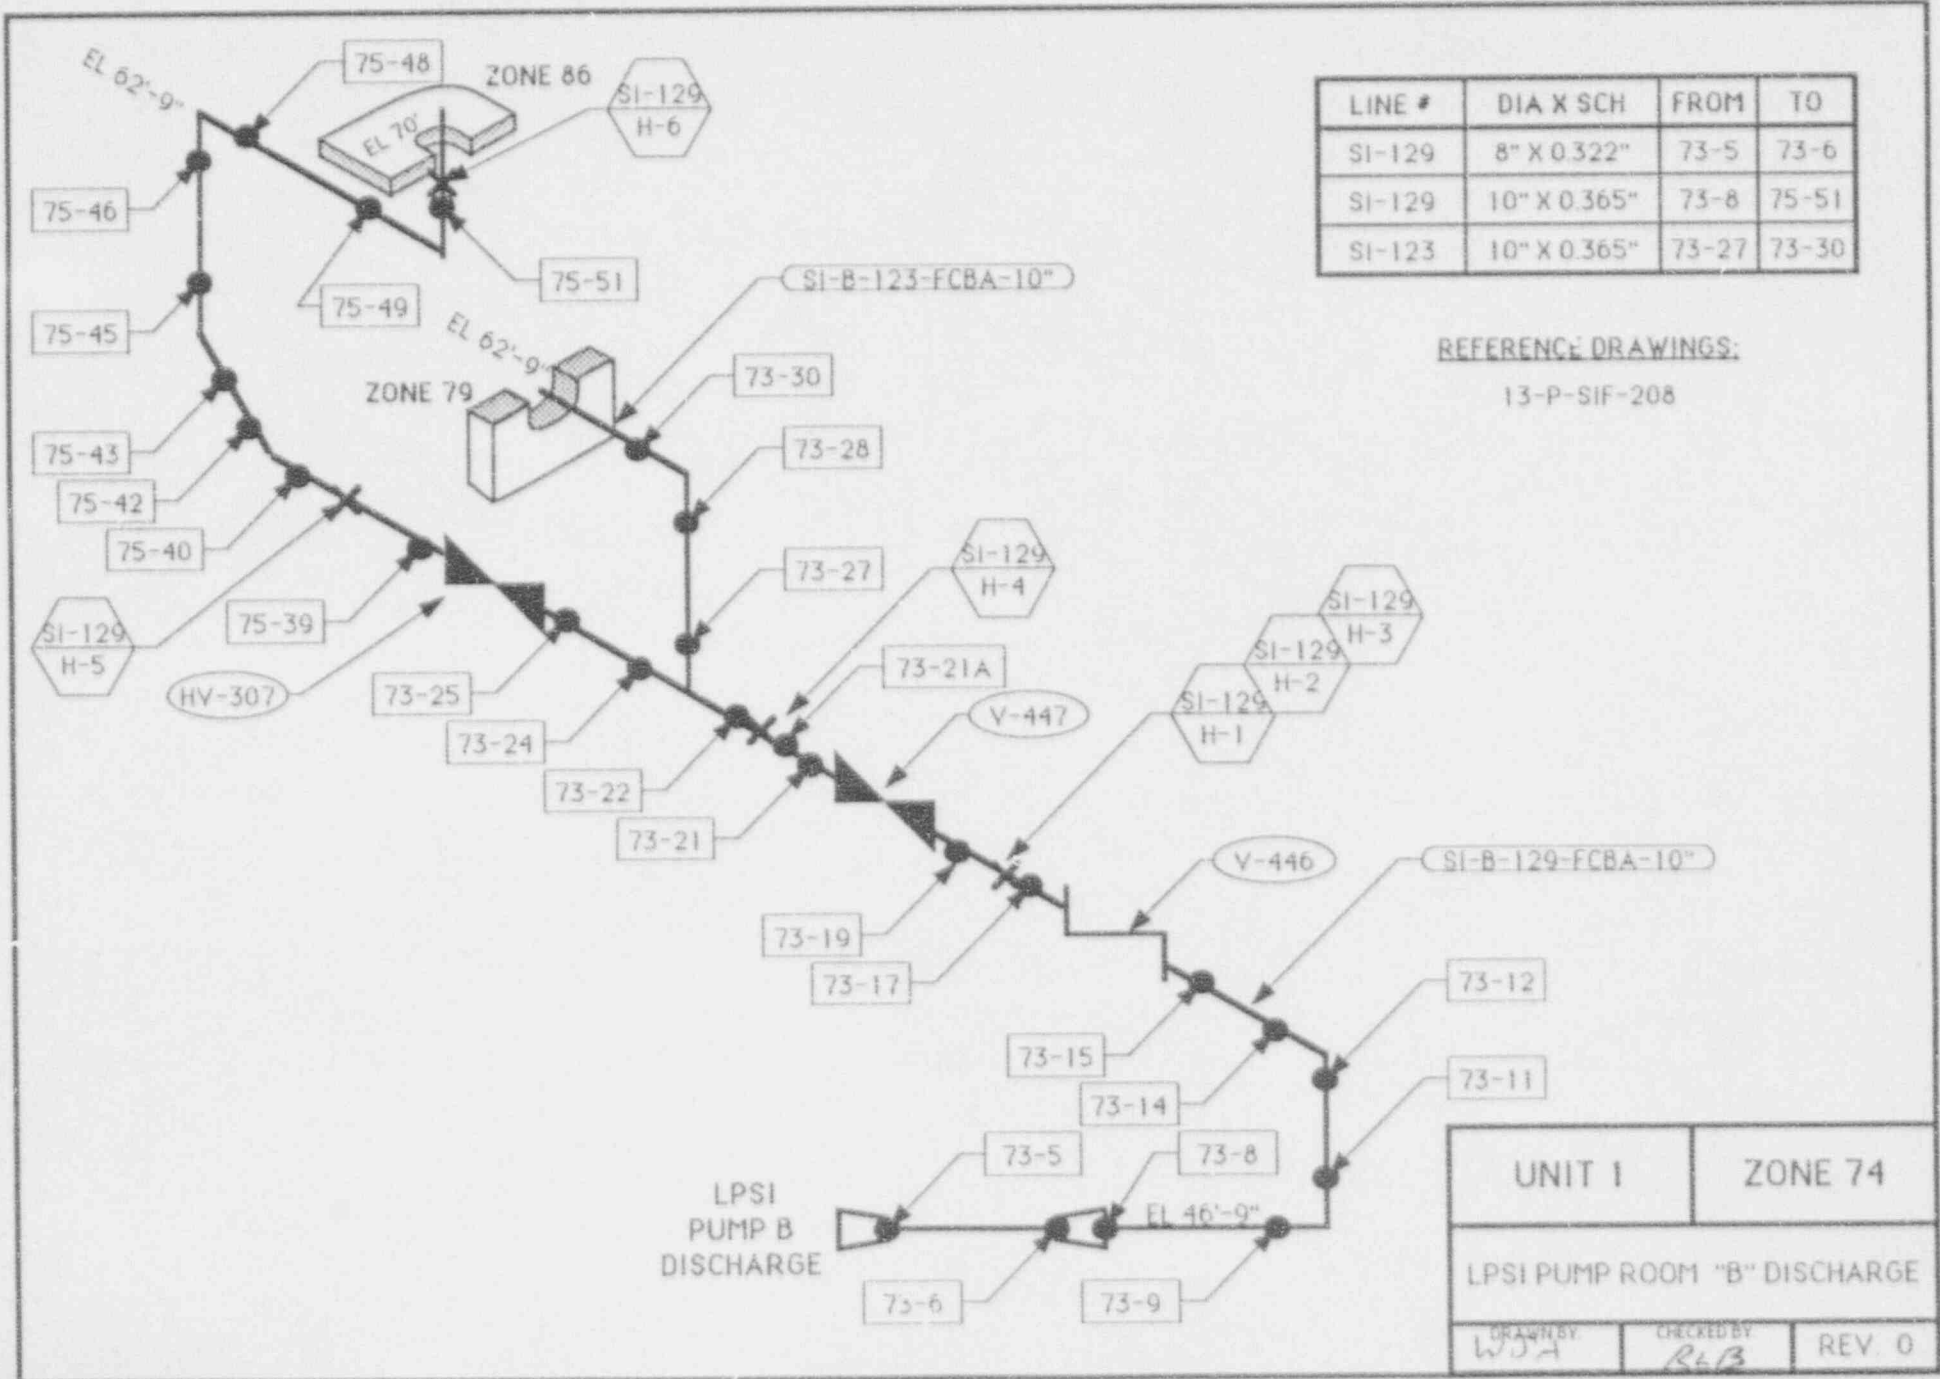 EL 62'-9"
75-48
ZONE 86
SI-129
H-6
EL 70'
75-46
75-45
75-49
75-51
SI-B-123-FCBA-10"
EL 62'-9"
ZONE 79
73-30
73-28
73-27
75-43
75-42
75-40
75-39
SI-129
H-5
HV-307
73-25
73-24
73-22
73-21
SI-129
H-4
73-21A
V-447
SI-129
H-3
SI-129
H-2
SI-129
H-1
73-19
73-17
V-446
SI-B-129-FCBA-10"
73-15
73-14
73-12
73-11
LPSI
PUMP B
DISCHARGE
73-5
73-8
EL 46'-9"
73-6
73-9
LINE # DIA X SCH FROM TO
SI-129 8" X 0.322" 73-5 73-6
SI-129 10" X 0.365" 73-8 75-51
SI-123 10" X 0.365" 73-27 73-30
REFERENCE DRAWINGS:
13-P-SIF-208
UNIT 1 ZONE 74
LPSI PUMP ROOM "B" DISCHARGE
DRAWN BY
CHECKED BY
RLB
REV. 0